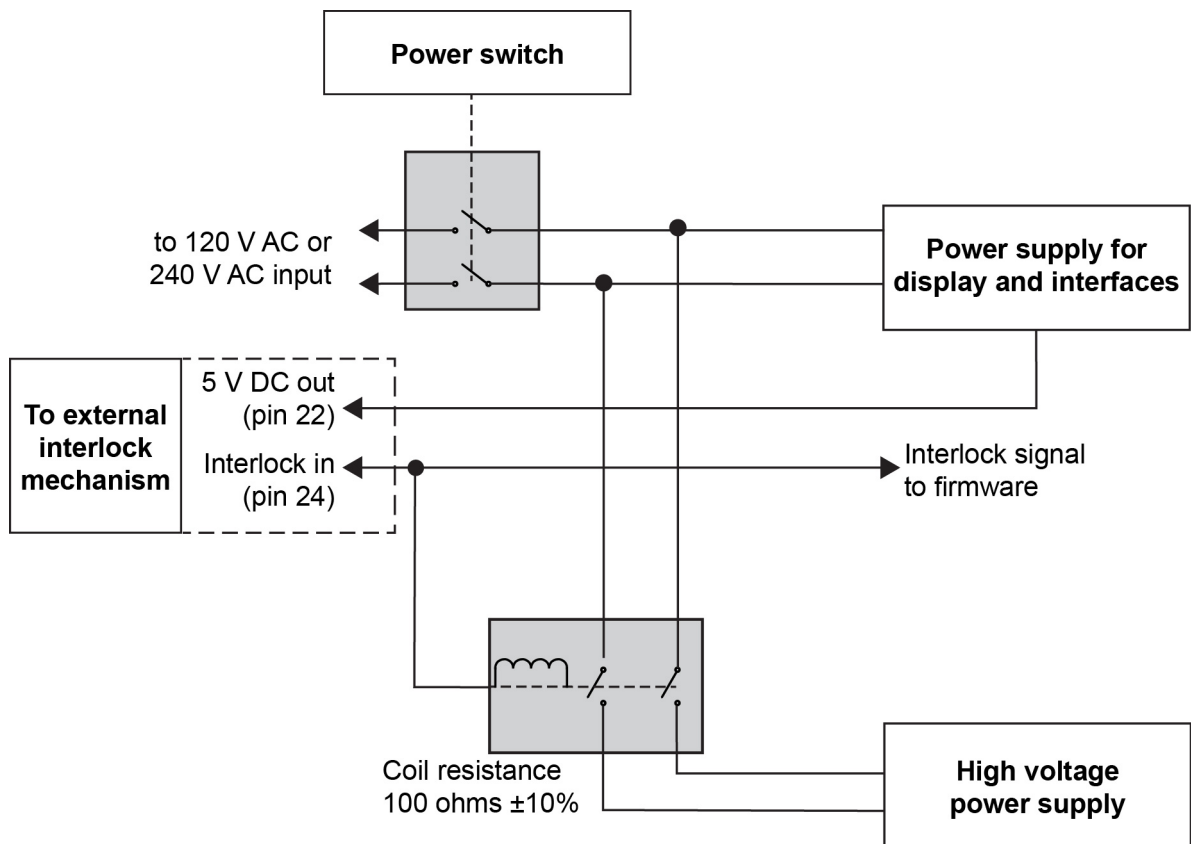 Power switch
to 120 V AC or
240 V AC input
Power supply for
display and interfaces
To external
interlock
mechanism
5 V DC out
(pin 22)
Interlock in
(pin 24)
Interlock signal
to firmware
Coil resistance
100 ohms ±10%
High voltage
power supply